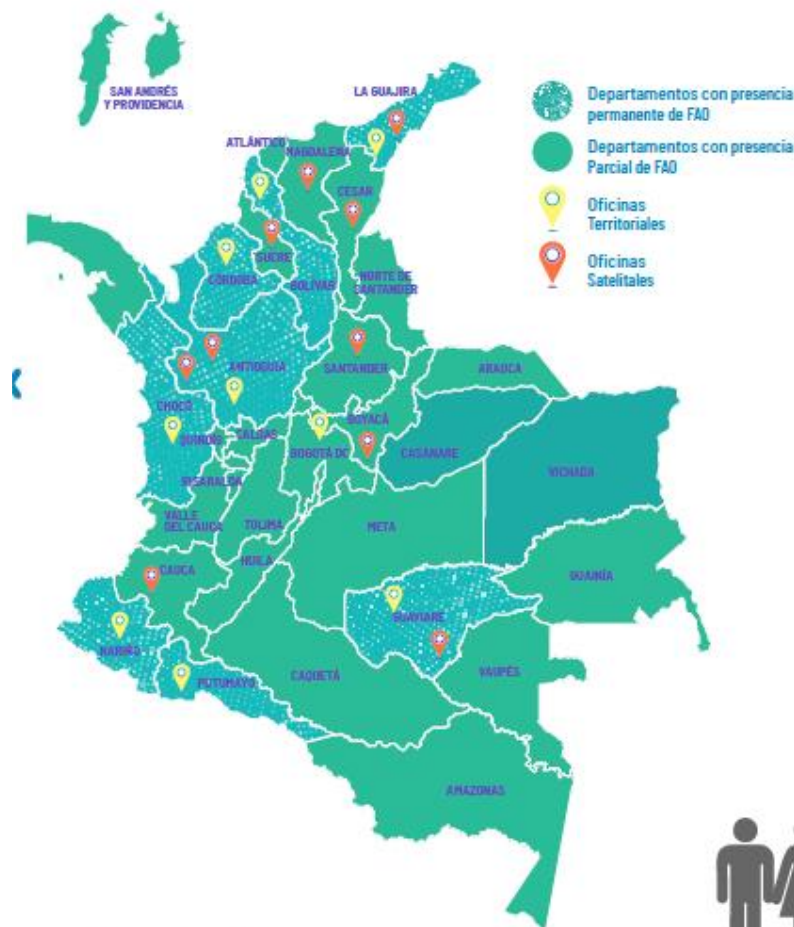 SAN ANDRÉS
Y PROVIDENCIA
LA GUAJIRA
ATLÁNTICO
MAGDALENA
CESAR
SUCRE
CÓRDOBA
BOLÍVAR
NORTE DE
SANTANDER
ANTIOQUIA
SANTANDER
ARAUCA
CHOCÓ
BOYACÁ
QUINDÍO
CALDAS
BOGOTÁ DC
CASANARE
VICHADA
RISARALDA
VALLE
DEL CAUCA
TOLIMA
META
HUILA
CAUCA
GUAINÍA
GUAVIARE
NARIÑO
PUTUMAYO
CAQUETÁ
VAUPÉS
AMAZONAS
Departamentos con presencia
permanente de FAO
Departamentos con presencia
Parcial de FAO
Oficinas
Territoriales
Oficinas
Satelitales